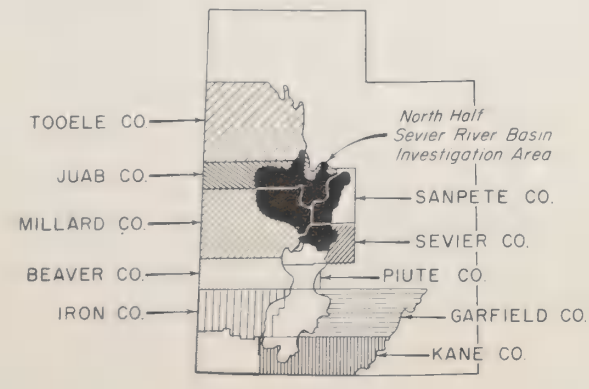 North Half
Sevier River Basin
Investigation Area
TOOELE CO.
JUAB CO.
MILLARD CO.
BEAVER CO.
IRON CO.
SANPETE CO.
SEVIER CO.
PIUTE CO.
GARFIELD CO.
KANE CO.